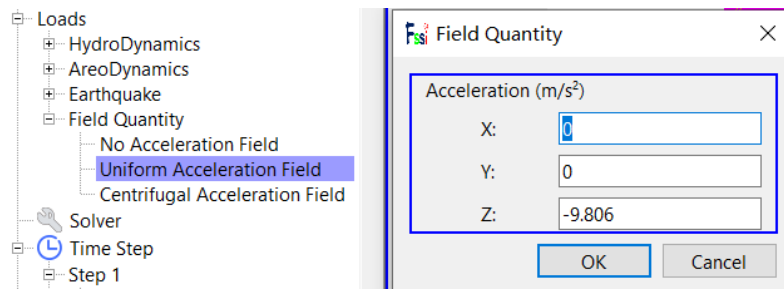 Loads
HydroDynamics
AreoDynamics
Earthquake
Field Quantity
No Acceleration Field
Uniform Acceleration Field
Centrifugal Acceleration Field
Solver
Time Step
Step 1
Fssi Field Quantity
Acceleration (m/s²)
X: 0
Y: 0
Z: -9.806
OK Cancel